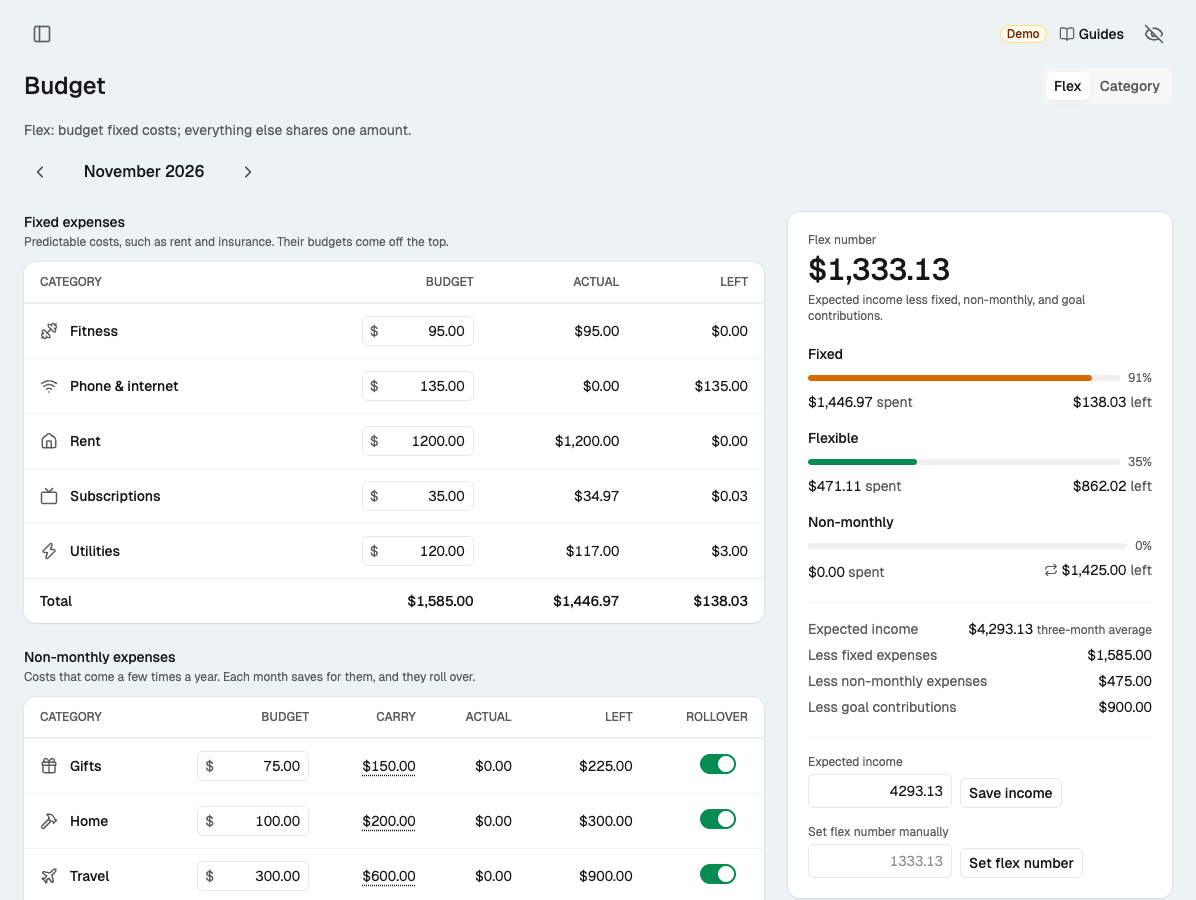 Demo
Guides
Budget
Flex
Category
Flex: budget fixed costs; everything else shares one amount.
November 2026
Fixed expenses
Predictable costs, such as rent and insurance. Their budgets come off the top.
CATEGORY BUDGET ACTUAL LEFT
Fitness $ 95.00 $95.00 $0.00
Phone & internet $ 135.00 $0.00 $135.00
Rent $ 1200.00 $1,200.00 $0.00
Subscriptions $ 35.00 $34.97 $0.03
Utilities $ 120.00 $117.00 $3.00
Total $1,585.00 $1,446.97 $138.03
Non-monthly expenses
Costs that come a few times a year. Each month saves for them, and they roll over.
CATEGORY BUDGET CARRY ACTUAL LEFT ROLLOVER
Gifts $ 75.00 $150.00 $0.00 $225.00
Home $ 100.00 $200.00 $0.00 $300.00
Travel $ 300.00 $600.00 $0.00 $900.00
Flex number
$1,333.13
Expected income less fixed, non-monthly, and goal
contributions.
Fixed
91%
$1,446.97 spent $138.03 left
Flexible
35%
$471.11 spent $862.02 left
Non-monthly
0%
$0.00 spent $1,425.00 left
Expected income $4,293.13 three-month average
Less fixed expenses $1,585.00
Less non-monthly expenses $475.00
Less goal contributions $900.00
Expected income
4293.13 Save income
Set flex number manually
1333.13 Set flex number